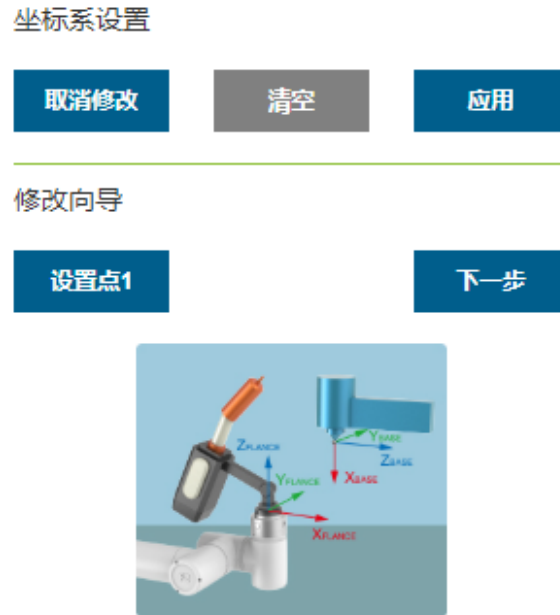 坐标系设置
取消修改 清空 应用
修改向导
设置点1 下一步
ZFLANGE
YFLANGE
XFLANGE
YBASE
ZBASE
XBASE